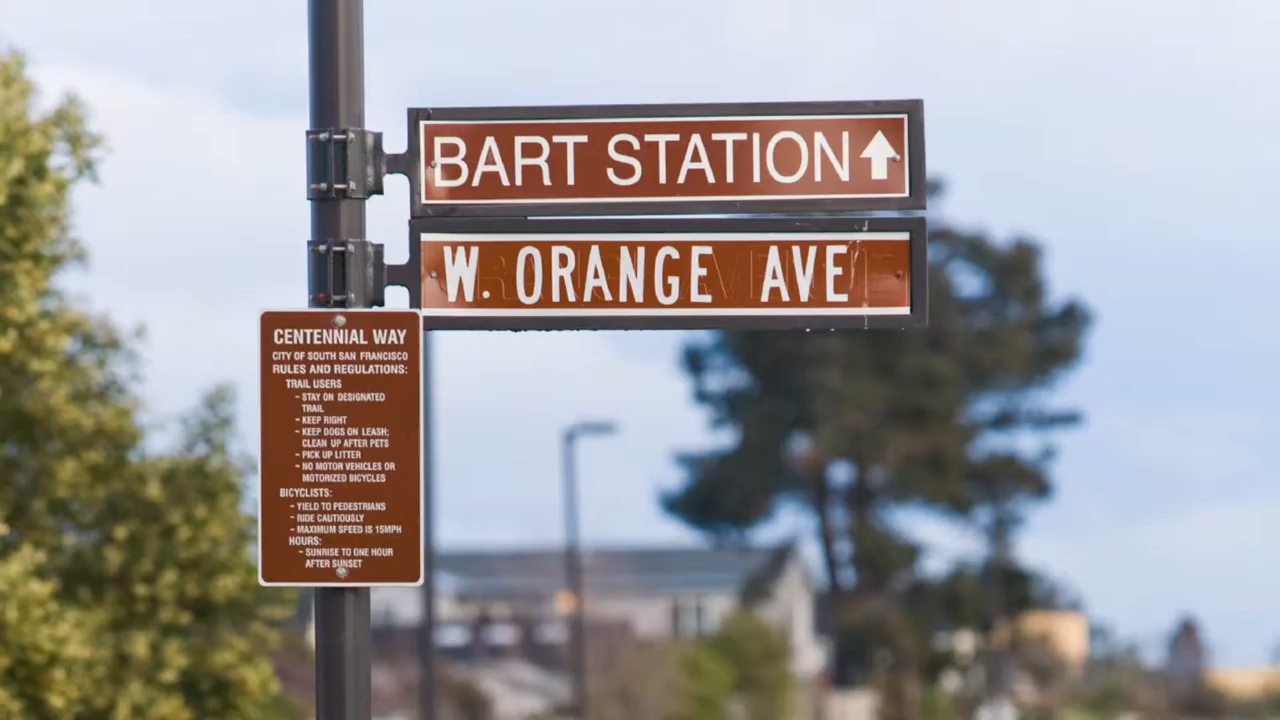 BART STATION
W. ORANGE AVE
CENTENNIAL WAY
CITY OF SOUTH SAN FRANCISCO
RULES AND REGULATIONS:
TRAIL USERS
- STAY ON DESIGNATED
TRAIL
- KEEP RIGHT
- KEEP DOGS ON LEASH;
CLEAN UP AFTER PETS
- PICK UP LITTER
- NO MOTOR VEHICLES OR
MOTORIZED BICYCLES
BICYCLISTS:
- YIELD TO PEDESTRIANS
- RIDE CAUTIOUSLY
- MAXIMUM SPEED IS 15MPH
HOURS:
- SUNRISE TO ONE HOUR
AFTER SUNSET